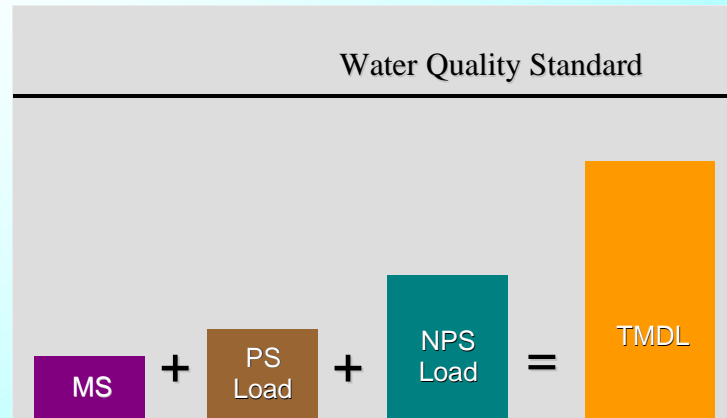 Water Quality Standard
MS + PS Load + NPS Load = TMDL